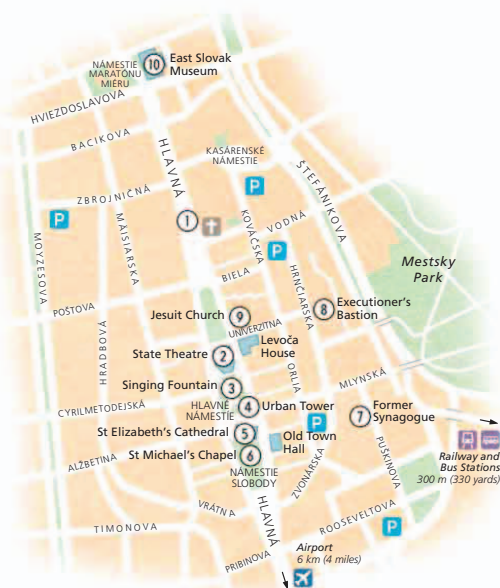 10
East Slovak
Museum
NÁMESTIE
MARATÓNU
MIÉRU
HVIEZDOSLAVOVA
BACIKOVA
HLAVNÁ
KASÁRENSKÉ
NÁMESTIE
ŠTEFÁNIKOVA
ZBROJNIČNÁ
P
P
MOYZESOVA
MÄISIARSKA
1
KOVÁČSKA
VODNÁ
P
Mestsky
Park
BIELA
HRNČIARSKA
POŠTOVA
Jesuit Church
9
8
Executioner's
Bastion
UNIVERZITNA
HRADBOVÁ
State Theatre
2
Levoča
House
ORLIA
MLYNSKÁ
Singing Fountain
3
CYRILMETODEJSKÁ
HLAVNÉ
NÁMESTIE
4
Urban Tower
7
Former
Synagogue
P
St Elizabeth's Cathedral
5
Old Town
Hall
Railway and
Bus Stations
300 m (330 yards)
ALŽBETINA
St Michael's Chapel
6
NÁMESTIE
SLOBODY
ZVONÁRSKA
PUŠKINOVA
VRÁTNA
HLAVNÁ
ROOSEVELTOVA
P
TIMONOVA
PRIBINOVA
Airport
6 km (4 miles)